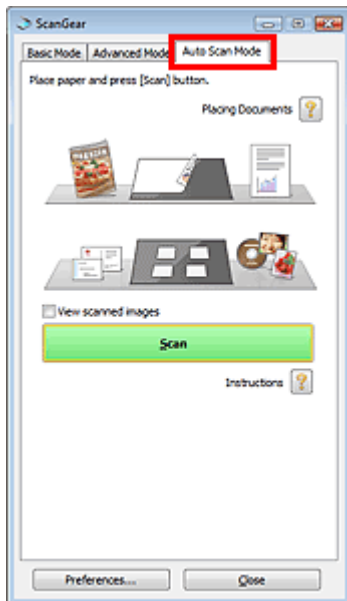 ScanGear
Basic Mode Advanced Mode Auto Scan Mode
Place paper and press [Scan] button.
Placing Documents
View scanned images
Scan
Instructions
Preferences... Close